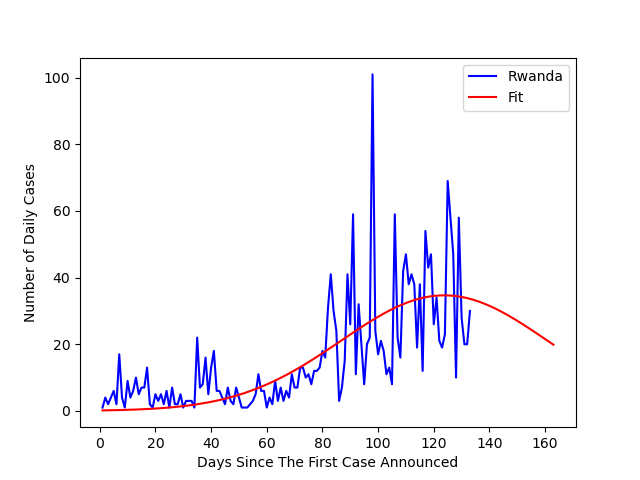 Rwanda
Fit
Number of Daily Cases
100
80
60
40
20
0
0 20 40 60 80 100 120 140 160
Days Since The First Case Announced